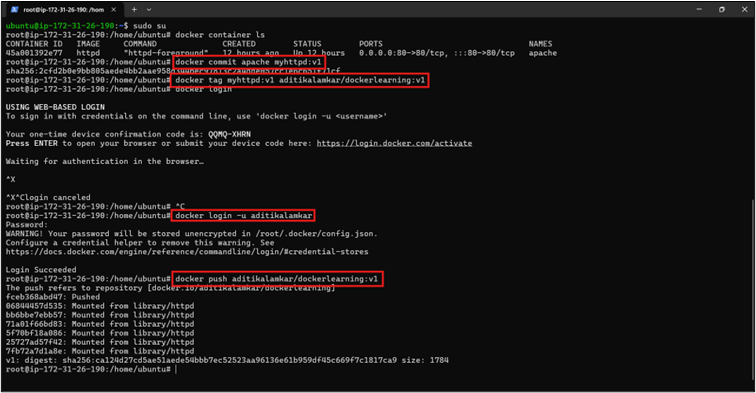 root@ip-172-31-26-190: /hom
ubuntu@ip-172-31-26-190:~$ sudo su
root@ip-172-31-26-190:/home/ubuntu# docker container ls
CONTAINER ID IMAGE COMMAND CREATED STATUS PORTS NAMES
45a001392e77 httpd "httpd-foreground" 12 hours ago Up 12 hours 0.0.0.0:80->80/tcp, :::80->80/tcp apache
root@ip-172-31-26-190:/home/ubuntu# docker commit apache myhttpd:v1
root@ip-172-31-26-190:/home/ubuntu# docker tag myhttpd:v1 aditikalamkar/dockerlearning:v1
root@ip-172-31-26-190:/home/ubuntu# docker login
USING WEB-BASED LOGIN
To sign in with credentials on the command line, use 'docker login -u <username>'
Your one-time device confirmation code is: QQMQ-XHRN
Press ENTER to open your browser or submit your device code here: https://login.docker.com/activate
Waiting for authentication in the browser…
^X
^X^Clogin canceled
root@ip-172-31-26-190:/home/ubuntu# ^C
root@ip-172-31-26-190:/home/ubuntu# docker login -u aditikalamkar
Password:
WARNING! Your password will be stored unencrypted in /root/.docker/config.json.
Configure a credential helper to remove this warning. See
https://docs.docker.com/engine/reference/commandline/login/#credential-stores
Login Succeeded
root@ip-172-31-26-190:/home/ubuntu# docker push aditikalamkar/dockerlearning:v1
The push refers to repository [docker.io/aditikalamkar/dockerlearning]
fceb368abd47: Pushed
06844457d535: Mounted from library/httpd
bb6bbe7ebb57: Mounted from library/httpd
71a01f66bd83: Mounted from library/httpd
5f70bf18a086: Mounted from library/httpd
25727ad57f42: Mounted from library/httpd
7fb72a7d1a8e: Mounted from library/httpd
v1: digest: sha256:ca124d27cd5ae51aede54bbb7ec52523aa96136e61b959df45c669f7c1817ca9 size: 1784
root@ip-172-31-26-190:/home/ubuntu#